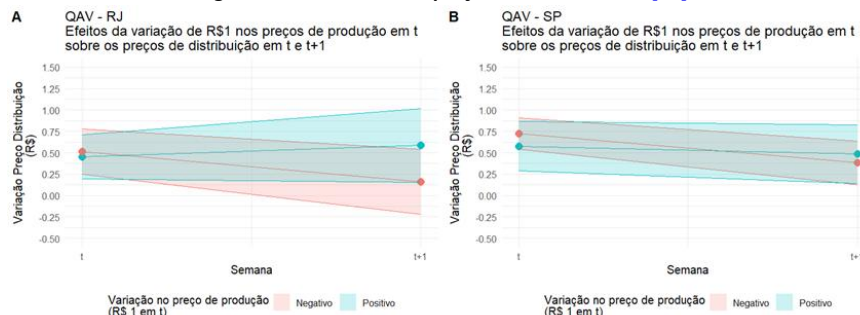 A
QAV - RJ
Efeitos da variação de R$1 nos preços de produção em t
sobre os preços de distribuição em t e t+1
Variação Preço Distribuição
(R$)
1.50
1.25
1.00
0.75
0.50
0.25
0.00
-0.25
-0.50
t
t+1
Semana
Variação no preço de produção
(R$ 1 em t)
Negativo
Positivo
B
QAV - SP
Efeitos da variação de R$1 nos preços de produção em t
sobre os preços de distribuição em t e t+1
Variação Preço Distribuição
(R$)
1.50
1.25
1.00
0.75
0.50
0.25
0.00
-0.25
-0.50
t
Semana
Variação no preço de produção
(R$ 1 em t)
Negativo
Positivo